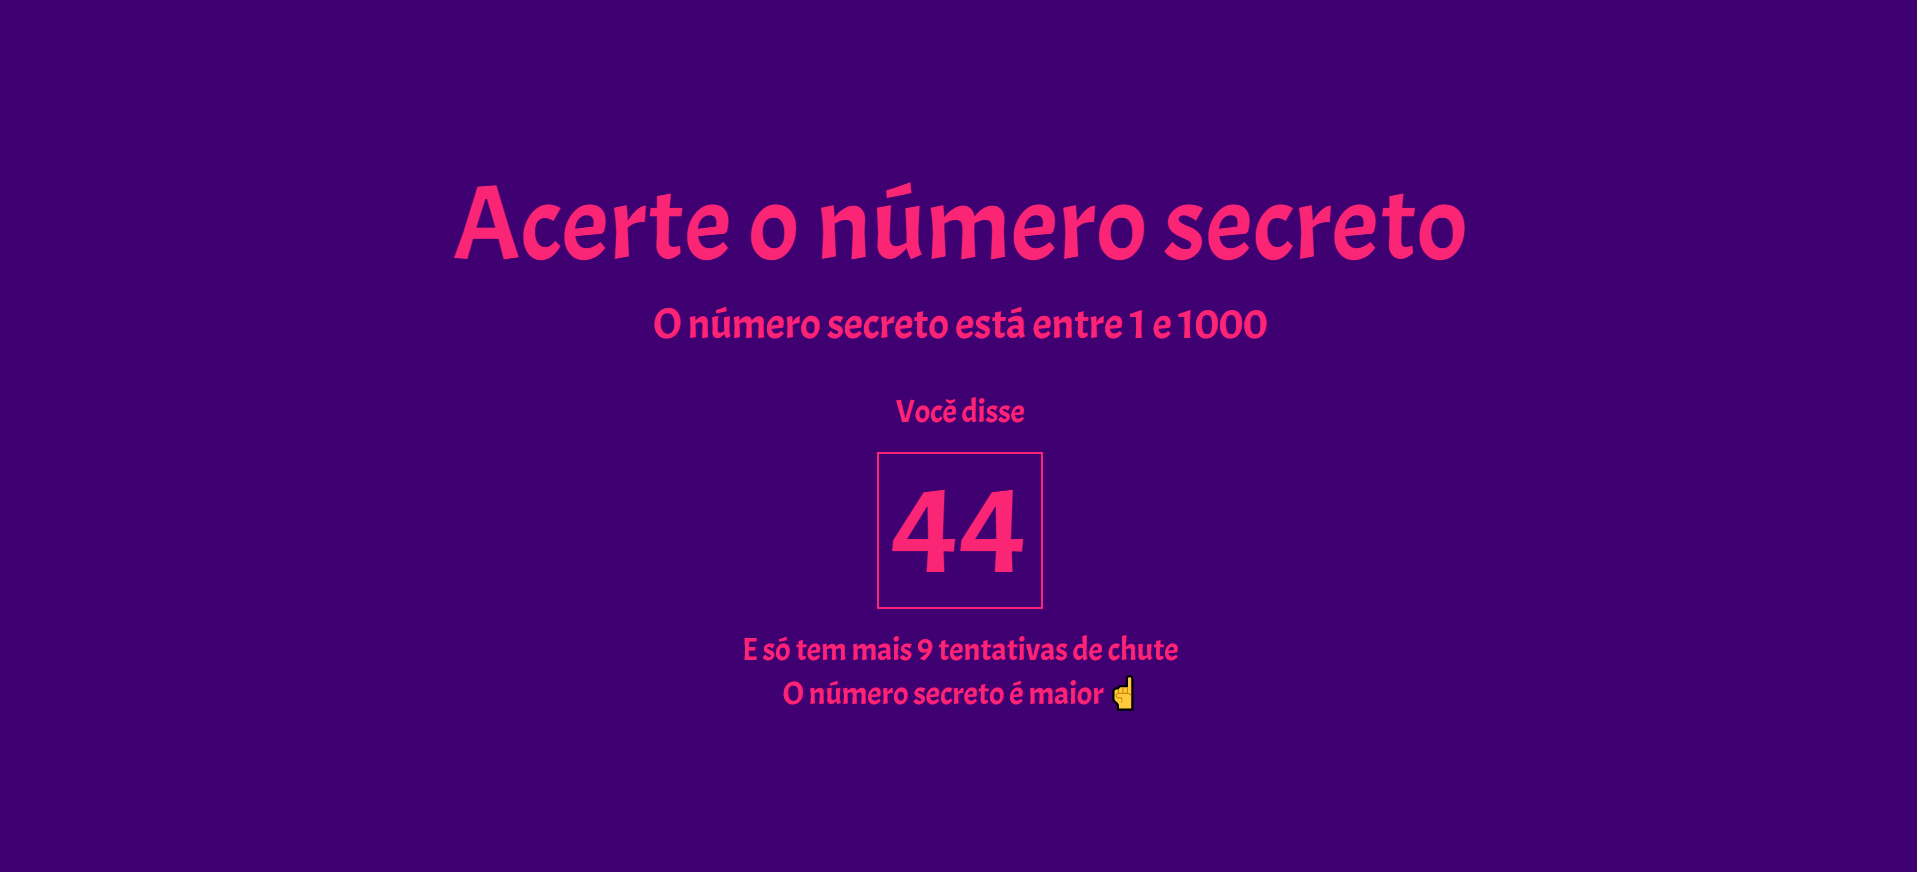 Acerte o número secreto
O número secreto está entre 1 e 1000
Você disse
44
E só tem mais 9 tentativas de chute
O número secreto é maior ☝